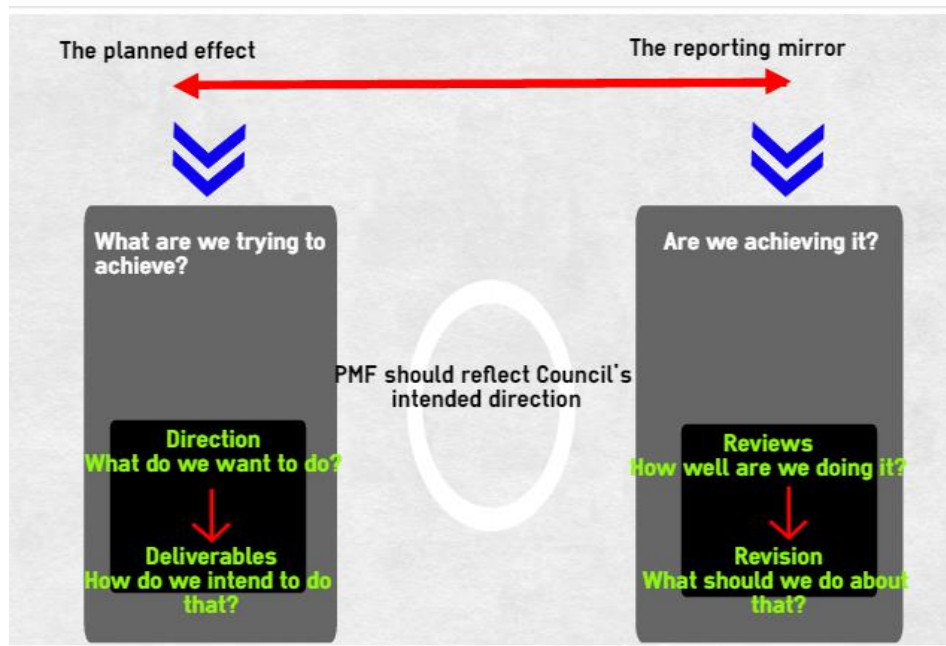 The planned effect
The reporting mirror
What are we trying to
achieve?
Direction
What do we want to do?
Deliverables
How do we intend to do
that?
PMF should reflect Council's
intended direction
Are we achieving it?
Reviews
How well are we doing it?
Revision
What should we do about
that?